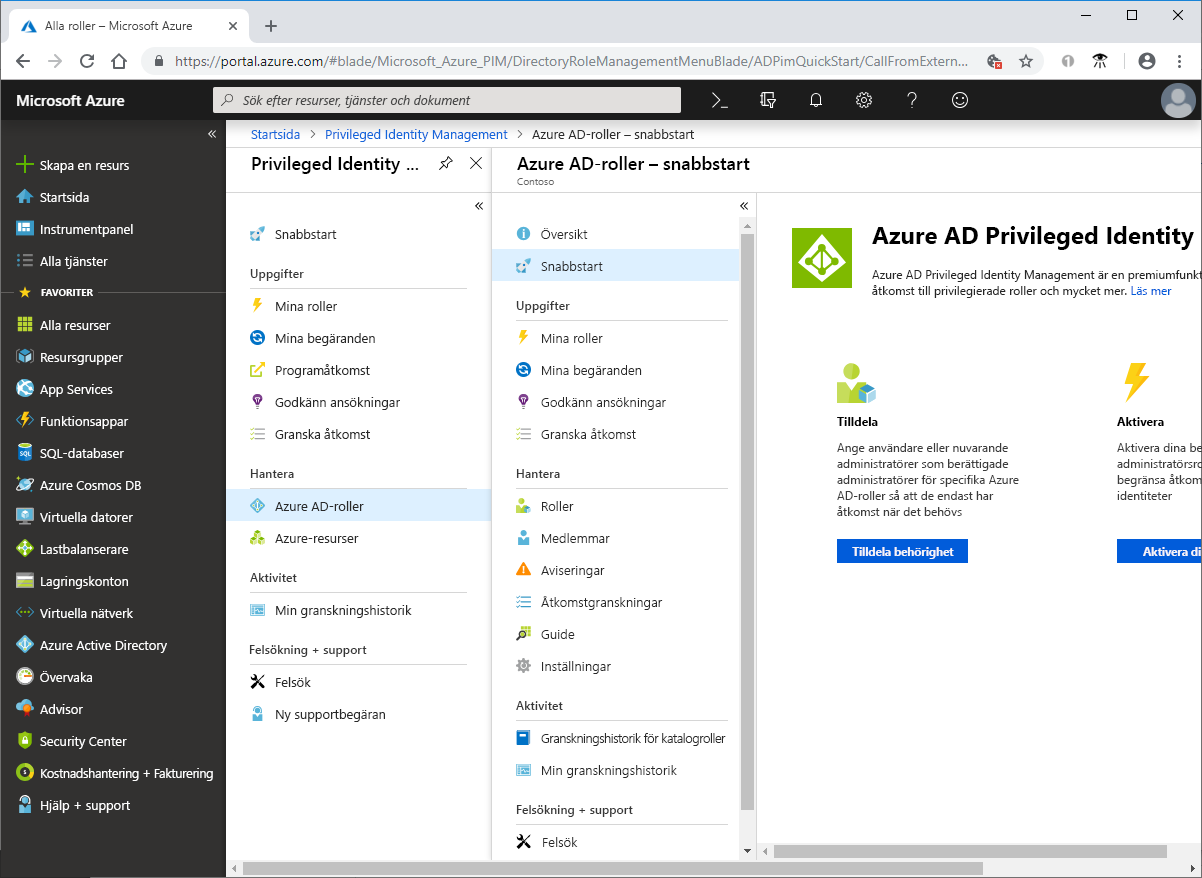 Alla roller – Microsoft Azure
https://portal.azure.com/#blade/Microsoft_Azure_PIM/DirectoryRoleManagementMenuBlade/ADPimQuickStart/CallFromExtern...
Microsoft Azure
Sök efter resurser, tjänster och dokument
Startsida > Privileged Identity Management > Azure AD-roller – snabbstart
Skapa en resurs
Startsida
Instrumentpanel
Alla tjänster
FAVORITER
Alla resurser
Resursgrupper
App Services
Funktionsappar
SQL-databaser
Azure Cosmos DB
Virtuella datorer
Lastbalanserare
Lagringskonton
Virtuella nätverk
Azure Active Directory
Övervaka
Advisor
Security Center
Kostnadshantering + Fakturering
Hjälp + support
Privileged Identity ...
Snabbstart
Uppgifter
Mina roller
Mina begäranden
Programåtkomst
Godkänn ansökningar
Granska åtkomst
Hantera
Azure AD-roller
Azure-resurser
Aktivitet
Min granskningshistorik
Felsökning + support
Felsök
Ny supportbegäran
Azure AD-roller – snabbstart
Contoso
Översikt
Snabbstart
Uppgifter
Mina roller
Mina begäranden
Godkänn ansökningar
Granska åtkomst
Hantera
Roller
Medlemmar
Aviseringar
Åtkomstgranskningar
Guide
Inställningar
Aktivitet
Granskningshistorik för katalogroller
Min granskningshistorik
Felsökning + support
Felsök
Azure AD Privileged Identity
Azure AD Privileged Identity Management är en premiumfunkt
åtkomst till privilegierade roller och mycket mer. Läs mer
Tilldela
Ange användare eller nuvarande
administratörer som berättigade
administratörer för specifika Azure
AD-roller så att de endast har
åtkomst när det behövs
Tilldela behörighet
Aktivera
Aktivera dina be
administratörsro
begränsa åtkom
identiteter
Aktivera di